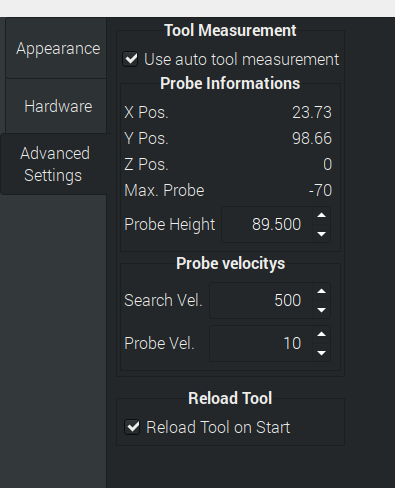 Appearance
Hardware
Advanced
Settings
Tool Measurement
Use auto tool measurement
Probe Informations
X Pos. 23.73
Y Pos. 98.66
Z Pos. 0
Max. Probe -70
Probe Height 89.500
Probe velocitys
Search Vel. 500
Probe Vel. 10
Reload Tool
Reload Tool on Start